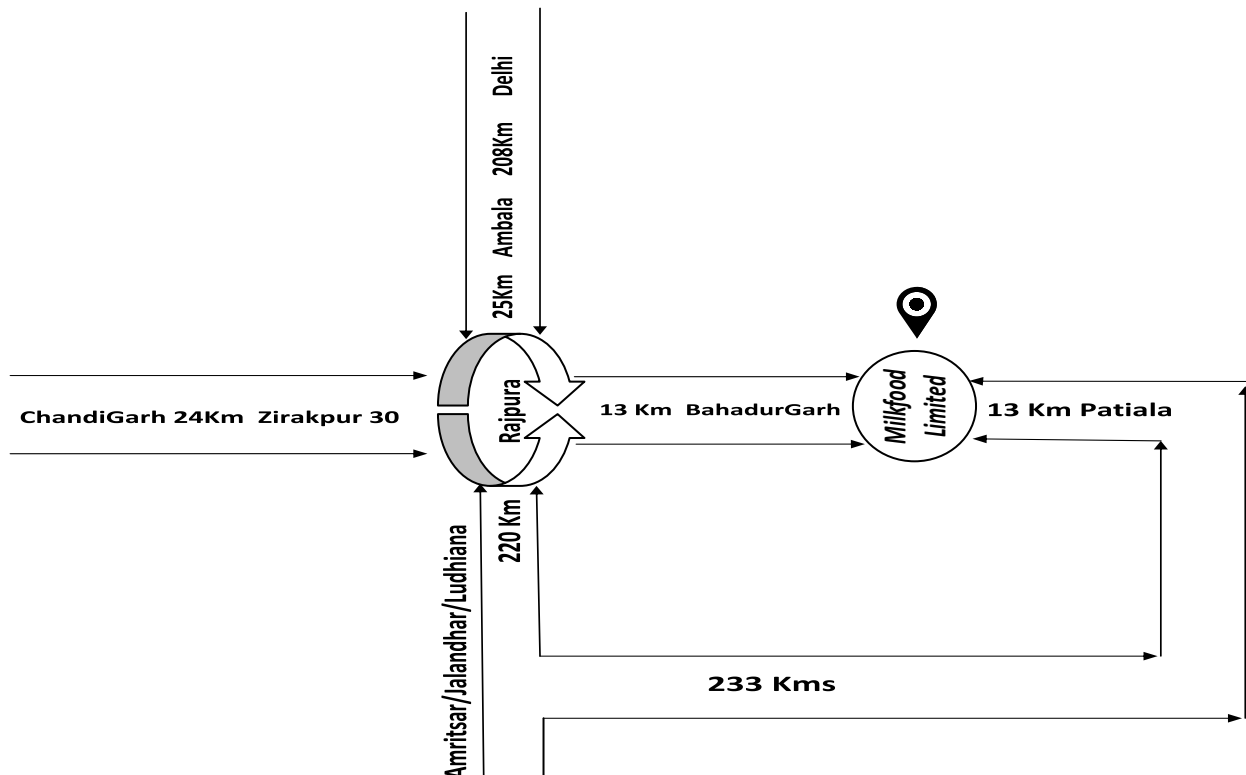 25Km Ambala 208Km Delhi
ChandiGarh 24Km Zirakpur 30
Rajpura
13 Km BahadurGarh
Milkfood
Limited
13 Km Patiala
220 Km
Amritsar/Jalandhar/Ludhiana
233 Kms